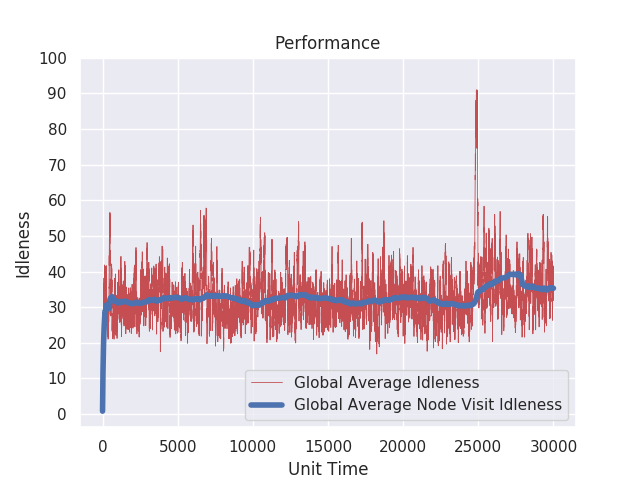 Performance
100
90
80
70
60
50
40
30
20
10
0
Idleness
Global Average Idleness
Global Average Node Visit Idleness
0 5000 10000 15000 20000 25000 30000
Unit Time